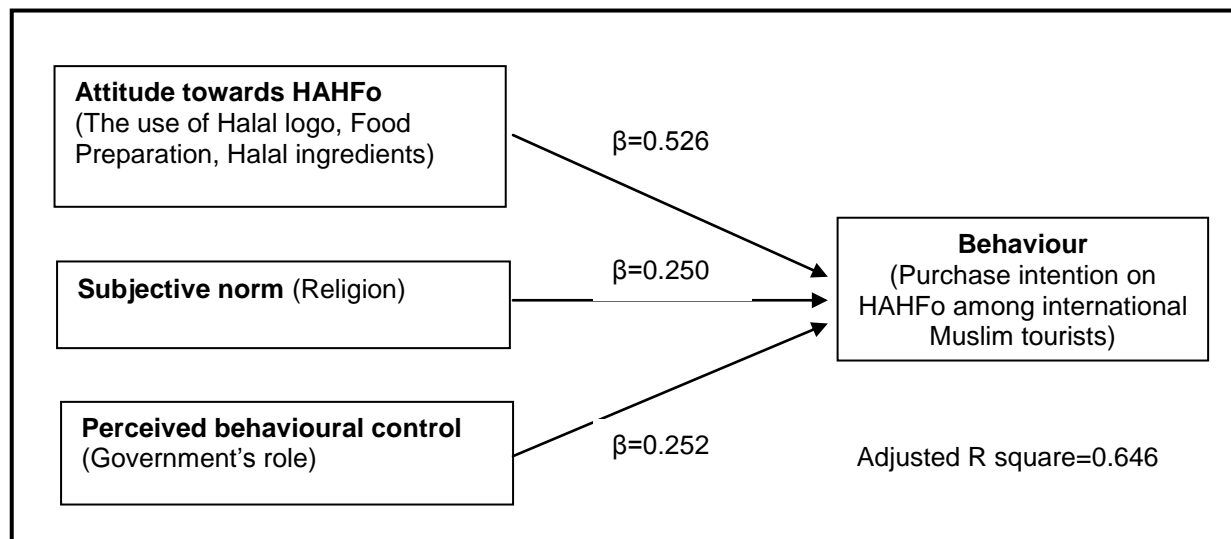 Attitude towards HAHFo
(The use of Halal logo, Food
Preparation, Halal ingredients)
β=0.526
Behaviour
(Purchase intention on
HAHFo among international
Muslim tourists)
Subjective norm (Religion)
β=0.250
Perceived behavioural control
(Government’s role)
β=0.252
Adjusted R square=0.646